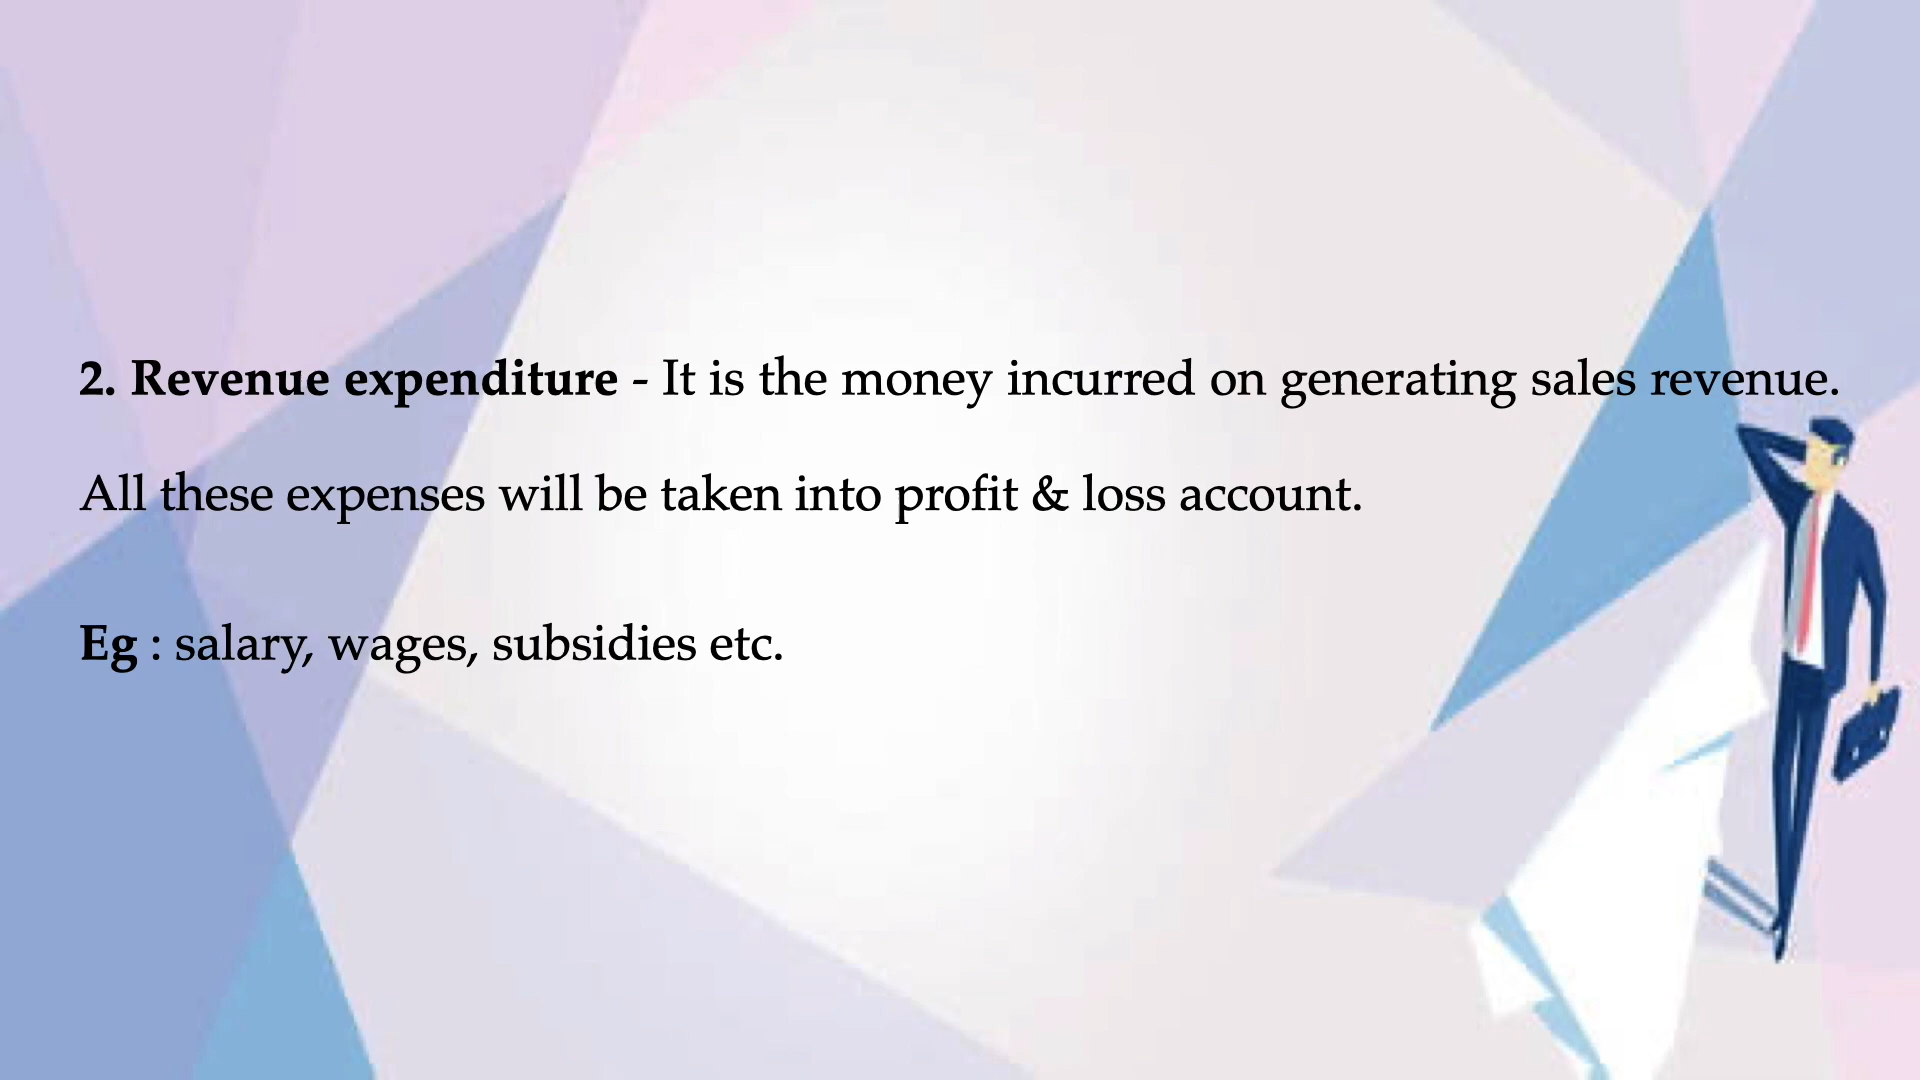 2. Revenue expenditure - It is the money incurred on generating sales revenue.
All these expenses will be taken into profit & loss account.
Eg : salary, wages, subsidies etc.